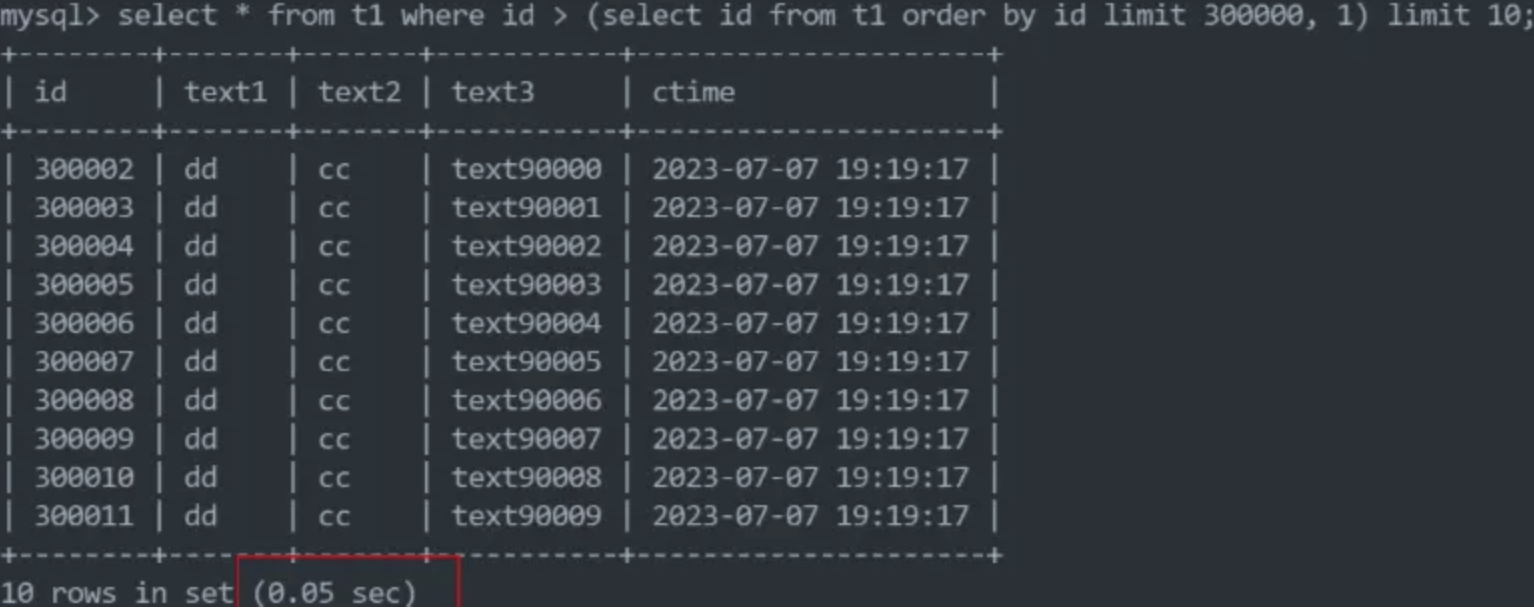 mysql> select * from t1 where id > (select id from t1 order by id limit 300000, 1) limit 10;
+--------+-------+-------+-----------+---------------------+
| id     | text1 | text2 | text3     | ctime               |
+--------+-------+-------+-----------+---------------------+
| 300002 | dd    | cc    | text90000 | 2023-07-07 19:19:17 |
| 300003 | dd    | cc    | text90001 | 2023-07-07 19:19:17 |
| 300004 | dd    | cc    | text90002 | 2023-07-07 19:19:17 |
| 300005 | dd    | cc    | text90003 | 2023-07-07 19:19:17 |
| 300006 | dd    | cc    | text90004 | 2023-07-07 19:19:17 |
| 300007 | dd    | cc    | text90005 | 2023-07-07 19:19:17 |
| 300008 | dd    | cc    | text90006 | 2023-07-07 19:19:17 |
| 300009 | dd    | cc    | text90007 | 2023-07-07 19:19:17 |
| 300010 | dd    | cc    | text90008 | 2023-07-07 19:19:17 |
| 300011 | dd    | cc    | text90009 | 2023-07-07 19:19:17 |
+--------+-------+-------+-----------+---------------------+
10 rows in set (0.05 sec)